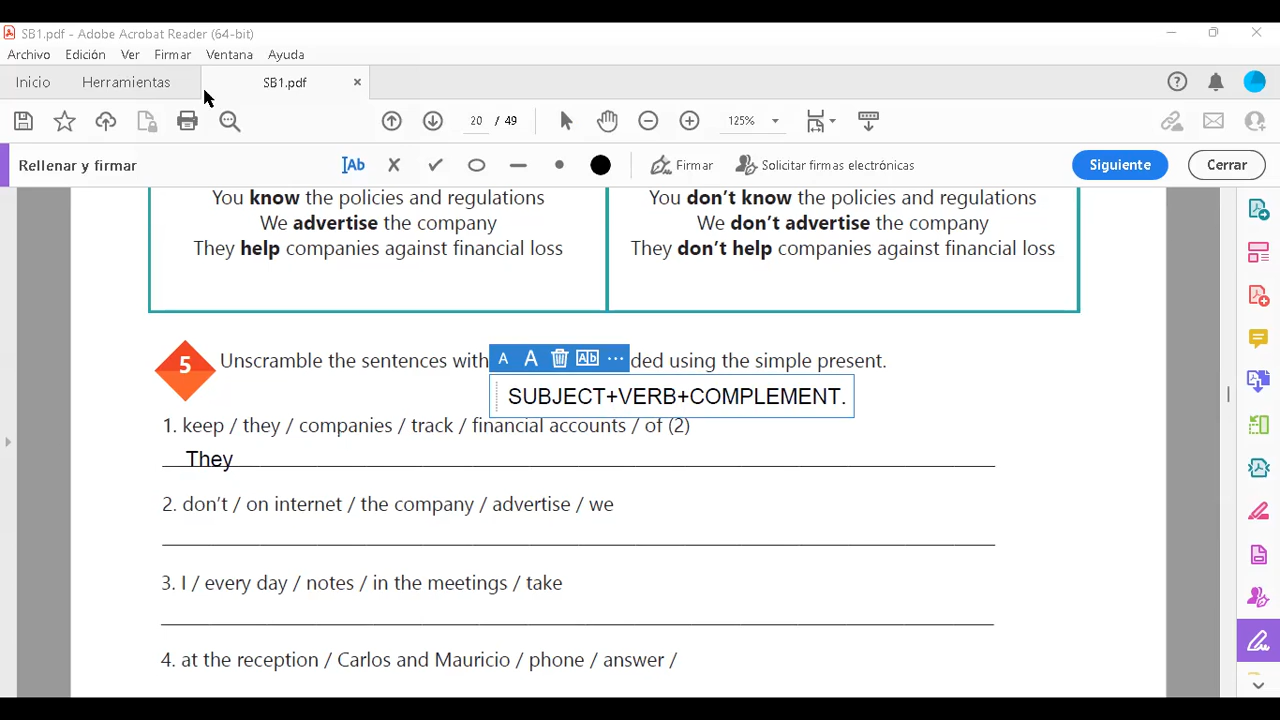 SB1.pdf - Adobe Acrobat Reader (64-bit)
Archivo Edición Ver Firmar Ventana Ayuda
Inicio Herramientas SB1.pdf ×
20 / 49 125%
Rellenar y firmar Ab Firmar Solicitar firmas electrónicas Siguiente Cerrar
You know the policies and regulations You don't know the policies and regulations
We advertise the company We don't advertise the company
They help companies against financial loss They don't help companies against financial loss
5 Unscramble the sentences with ded using the simple present.
A A Ab ...
SUBJECT+VERB+COMPLEMENT.
1. keep / they / companies / track / financial accounts / of (2)
They
2. don't / on internet / the company / advertise / we
3. I / every day / notes / in the meetings / take
4. at the reception / Carlos and Mauricio / phone / answer /